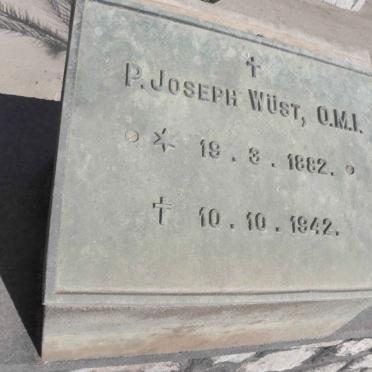 ✝
P. JOSEPH WÜST, O.M.I.
✶ 19.3.1882.
✝ 10.10.1942.